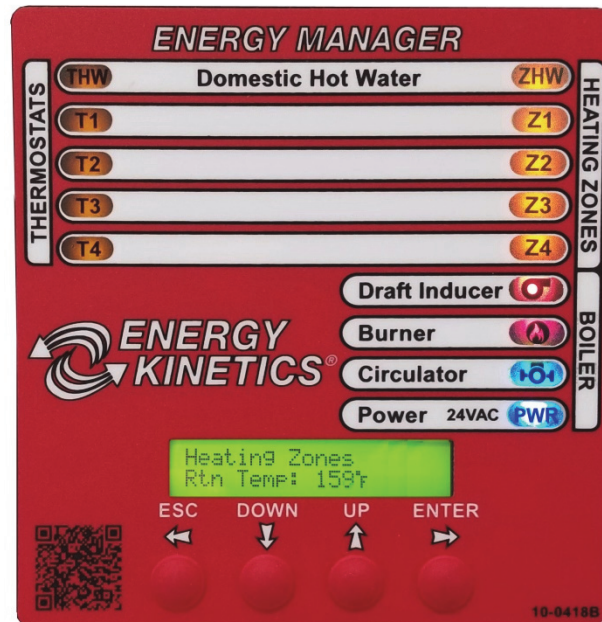 ENERGY MANAGER
THERMOSTATS
HEATING ZONES
THW Domestic Hot Water ZHW
T1 Z1
T2 Z2
T3 Z3
T4 Z4
BOILER
Draft Inducer
Burner
Circulator
Power 24VAC PWR
ENERGY
KINETICS®
Heating Zones
Rtn Temp: 159°F
ESC DOWN UP ENTER
10-0418B